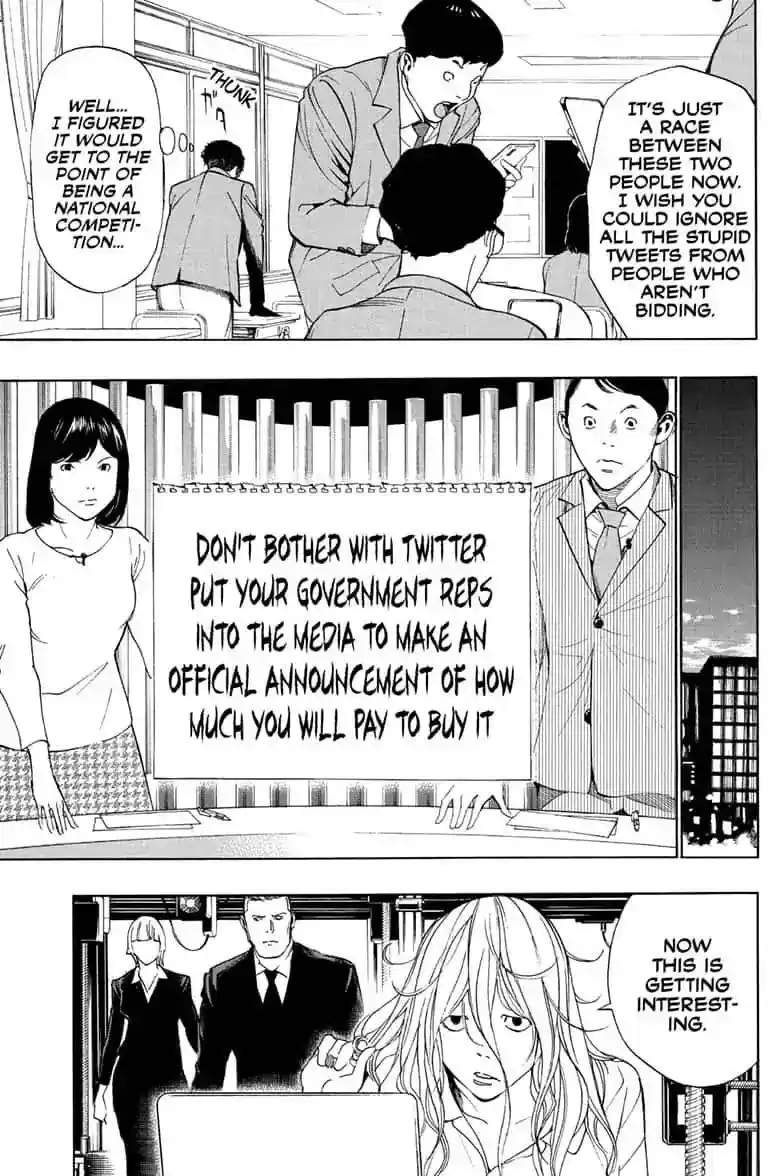 IT'S JUST
A RACE
BETWEEN
THESE TWO
PEOPLE NOW.
I WISH YOU
COULD IGNORE
ALL THE STUPID
TWEETS FROM
PEOPLE WHO
AREN'T
BIDDING.
THUNK
ガタ
WELL...
I FIGURED
IT WOULD
GET TO THE
POINT OF
BEING A
NATIONAL
COMPETI-
TION...
DON'T BOTHER WITH TWITTER
PUT YOUR GOVERNMENT REPS
INTO THE MEDIA TO MAKE AN
OFFICIAL ANNOUNCEMENT OF HOW
MUCH YOU WILL PAY TO BUY IT
NOW
THIS IS
GETTING
INTEREST-
ING.